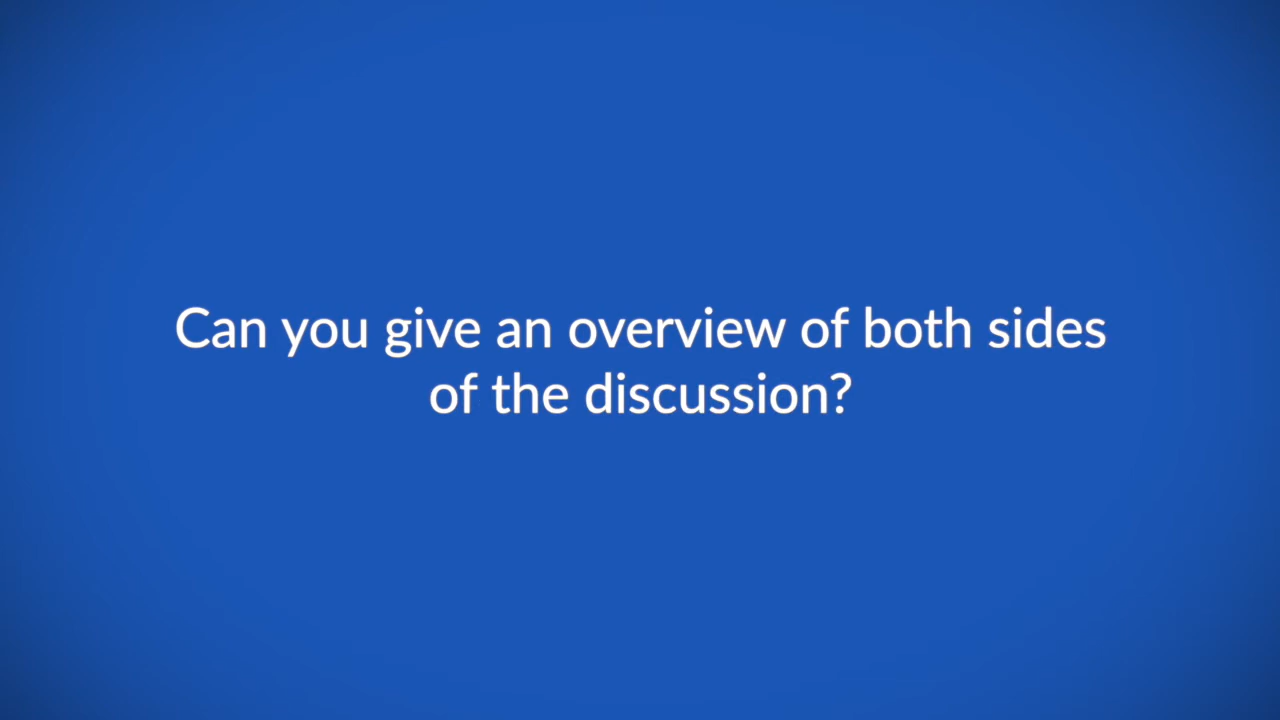 Can you give an overview of both sides
of the discussion?